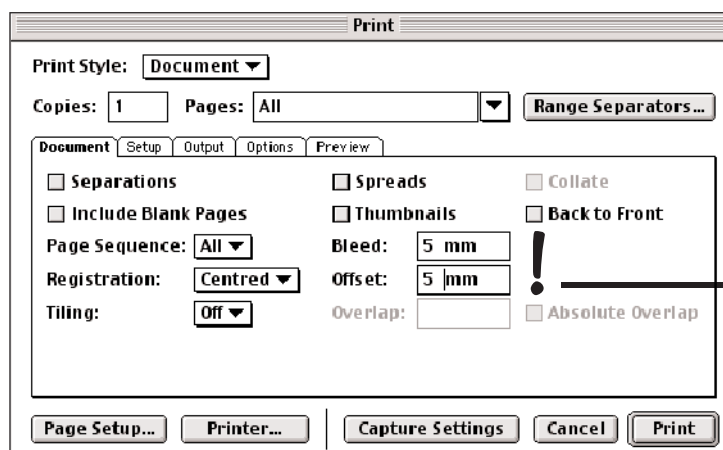 Print
Print Style: Document
Copies: 1 Pages: All Range Separators...
Document Setup Output Options Preview
Separations Spreads Collate
Include Blank Pages Thumbnails Back to Front
Page Sequence: All Bleed: 5 mm
Registration: Centred Offset: 5 mm !
Tiling: Off Overlap: Absolute Overlap
Page Setup... Printer... Capture Settings Cancel Print